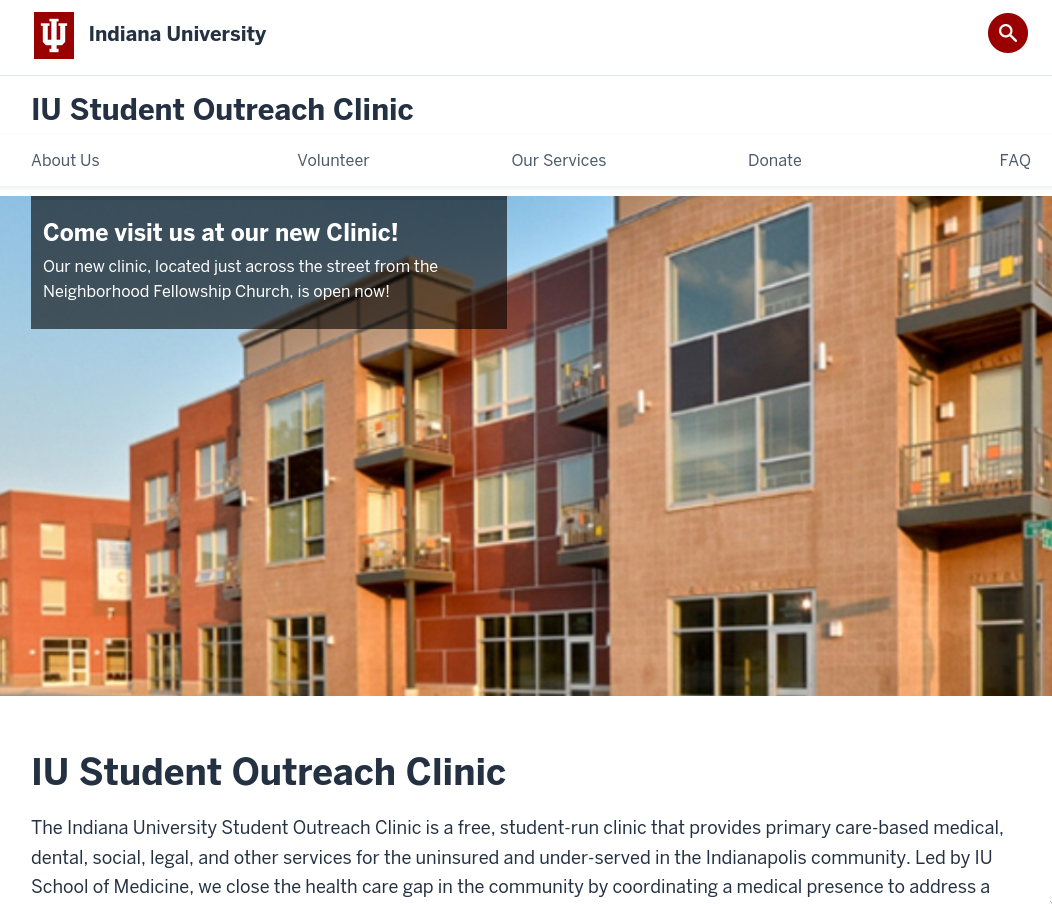 Indiana University
IU Student Outreach Clinic
About Us
Volunteer
Our Services
Donate
FAQ
Come visit us at our new Clinic!
Our new clinic, located just across the street from the
Neighborhood Fellowship Church, is open now!
IU Student Outreach Clinic
The Indiana University Student Outreach Clinic is a free, student-run clinic that provides primary care-based medical,
dental, social, legal, and other services for the uninsured and under-served in the Indianapolis community. Led by IU
School of Medicine, we close the health care gap in the community by coordinating a medical presence to address a